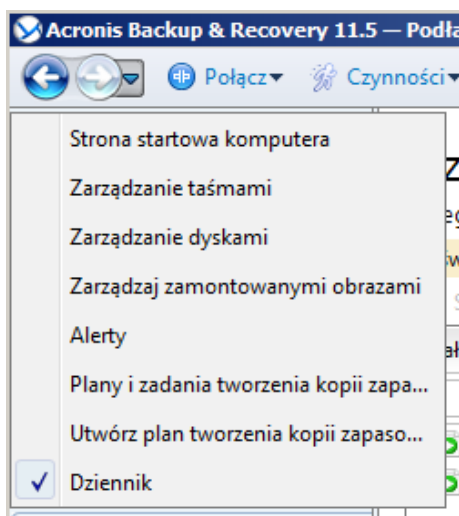 Acronis Backup & Recovery 11.5 — Podła
Połącz Czynności
Strona startowa komputera
Zarządzanie taśmami
Zarządzanie dyskami
Zarządzaj zamontowanymi obrazami
Alerty
Plany i zadania tworzenia kopii zapa...
Utwórz plan tworzenia kopii zapaso...
Dziennik